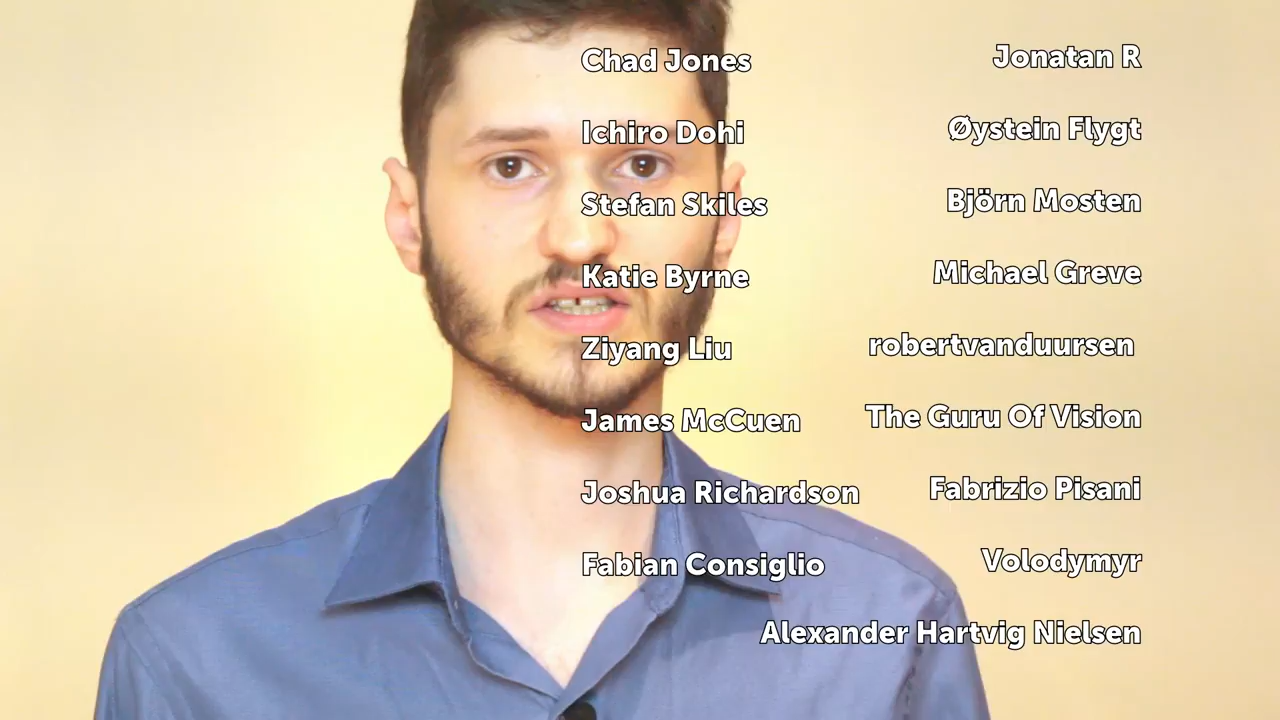 Chad Jones
Ichiro Dohi
Stefan Skiles
Katie Byrne
Ziyang Liu
James McCuen
Joshua Richardson
Fabian Consiglio
Jonatan R
Øystein Flygt
Björn Mosten
Michael Greve
robertvanduursen
The Guru Of Vision
Fabrizio Pisani
Volodymyr
Alexander Hartvig Nielsen